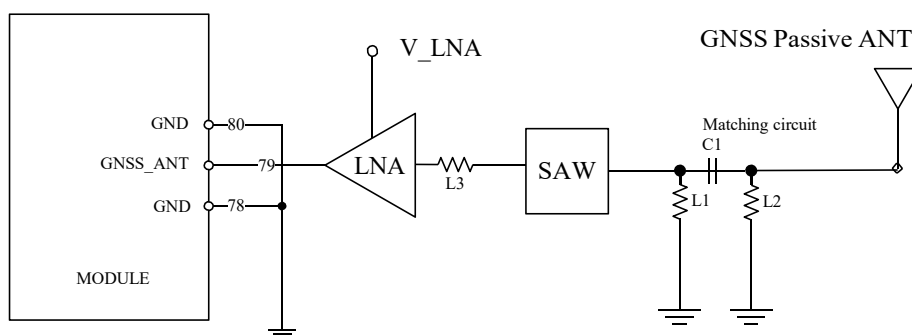 GNSS Passive ANT
V_LNA
GND
80
Matching circuit
C1
GNSS_ANT
79
LNA
L3
SAW
GND
78
L1
L2
MODULE